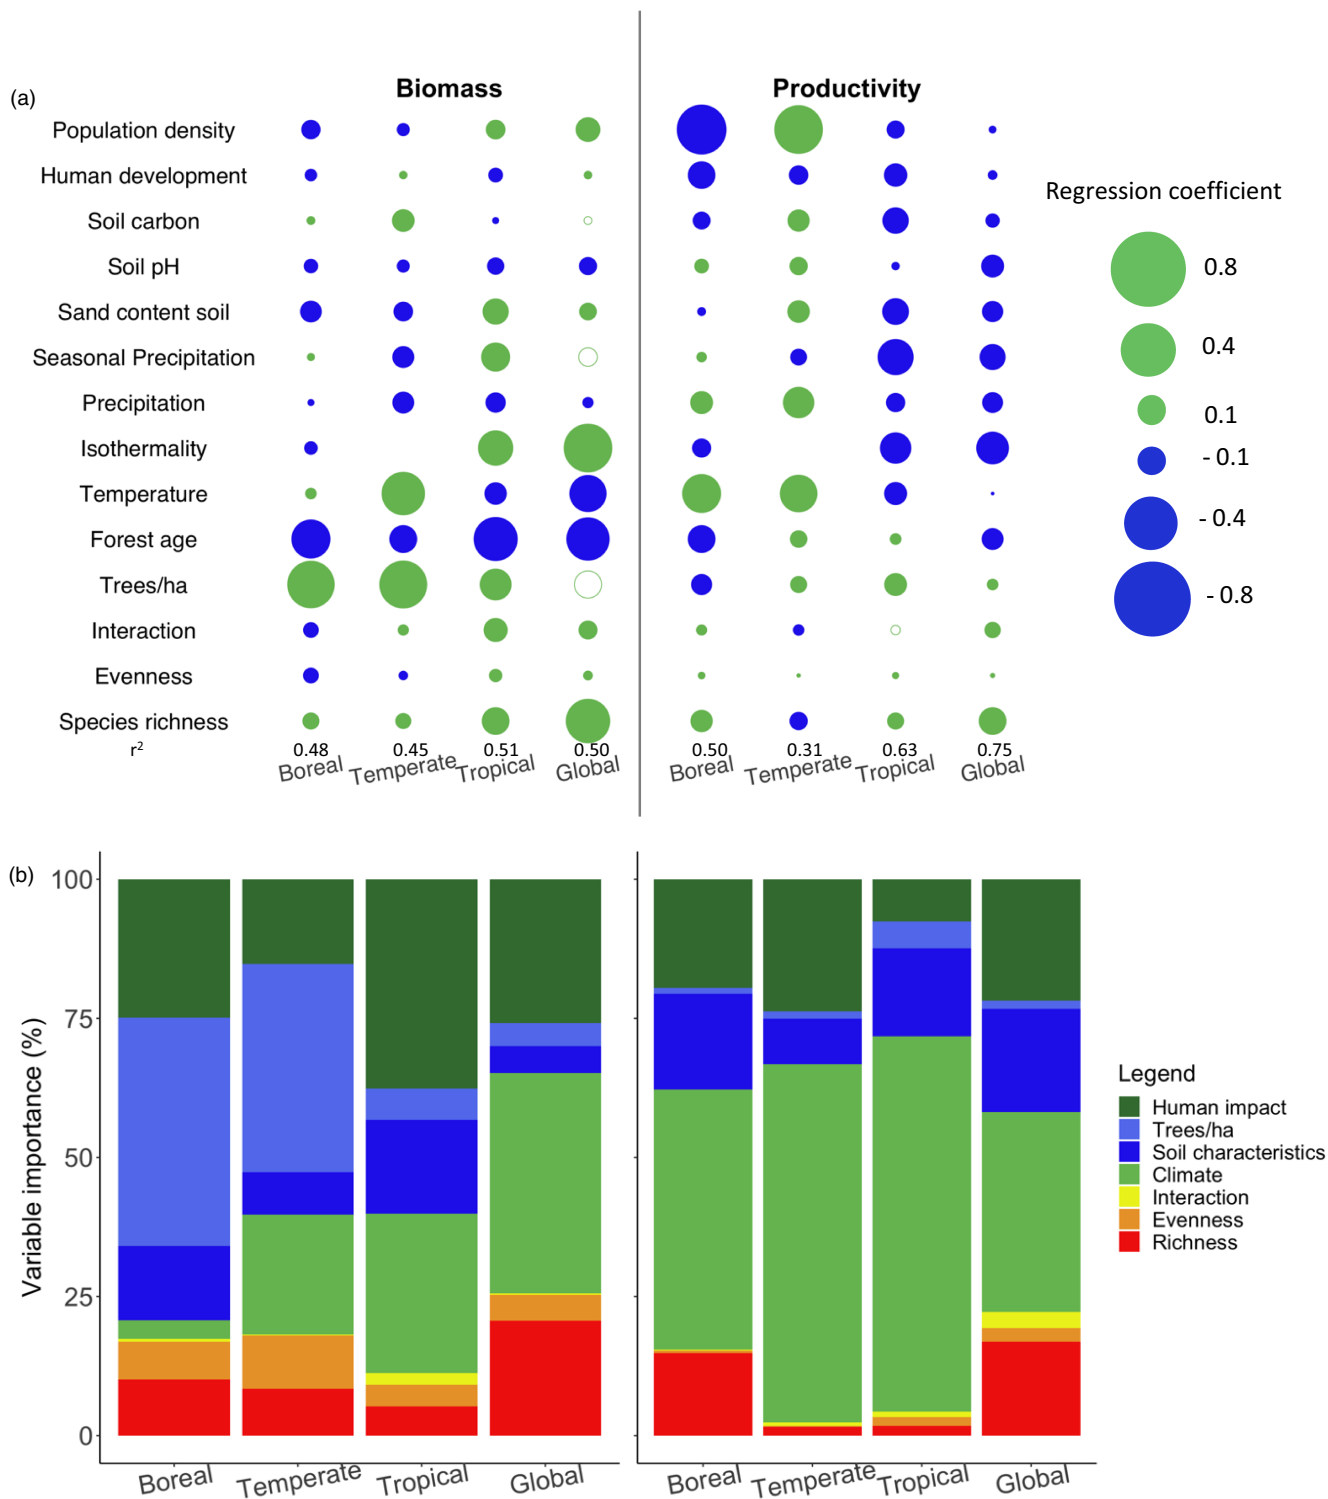 (a)
Biomass
Productivity
Population density
Human development
Soil carbon
Soil pH
Sand content soil
Seasonal Precipitation
Precipitation
Isothermality
Temperature
Forest age
Trees/ha
Interaction
Evenness
Species richness
r2 0.48 0.45 0.51 0.50 0.50 0.31 0.63 0.75
Boreal Temperate Tropical Global Boreal Temperate Tropical Global
Regression coefficient
0.8
0.4
0.1
- 0.1
- 0.4
- 0.8
(b)
Variable importance (%)
100
75
50
25
0
Boreal Temperate Tropical Global Boreal Temperate Tropical Global
Legend
Human impact
Trees/ha
Soil characteristics
Climate
Interaction
Evenness
Richness